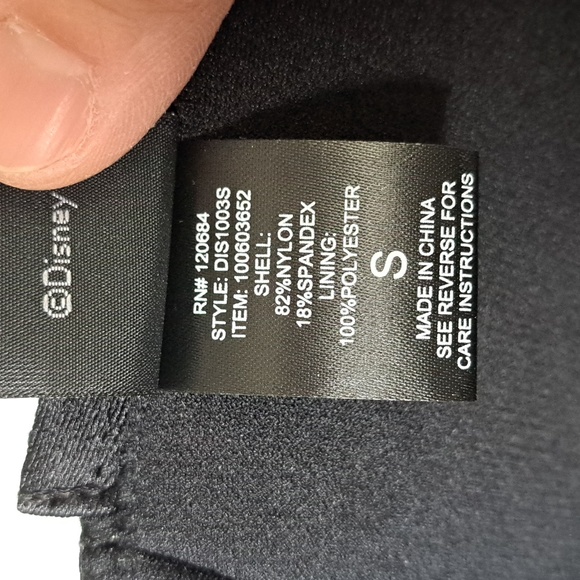 ©Disney
RN# 120684
STYLE: DIS1003S
ITEM: 100603652
SHELL:
82%NYLON
18%SPANDEX
LINING:
100%POLYESTER
S
MADE IN CHINA
SEE REVERSE FOR
CARE INSTRUCTIONS